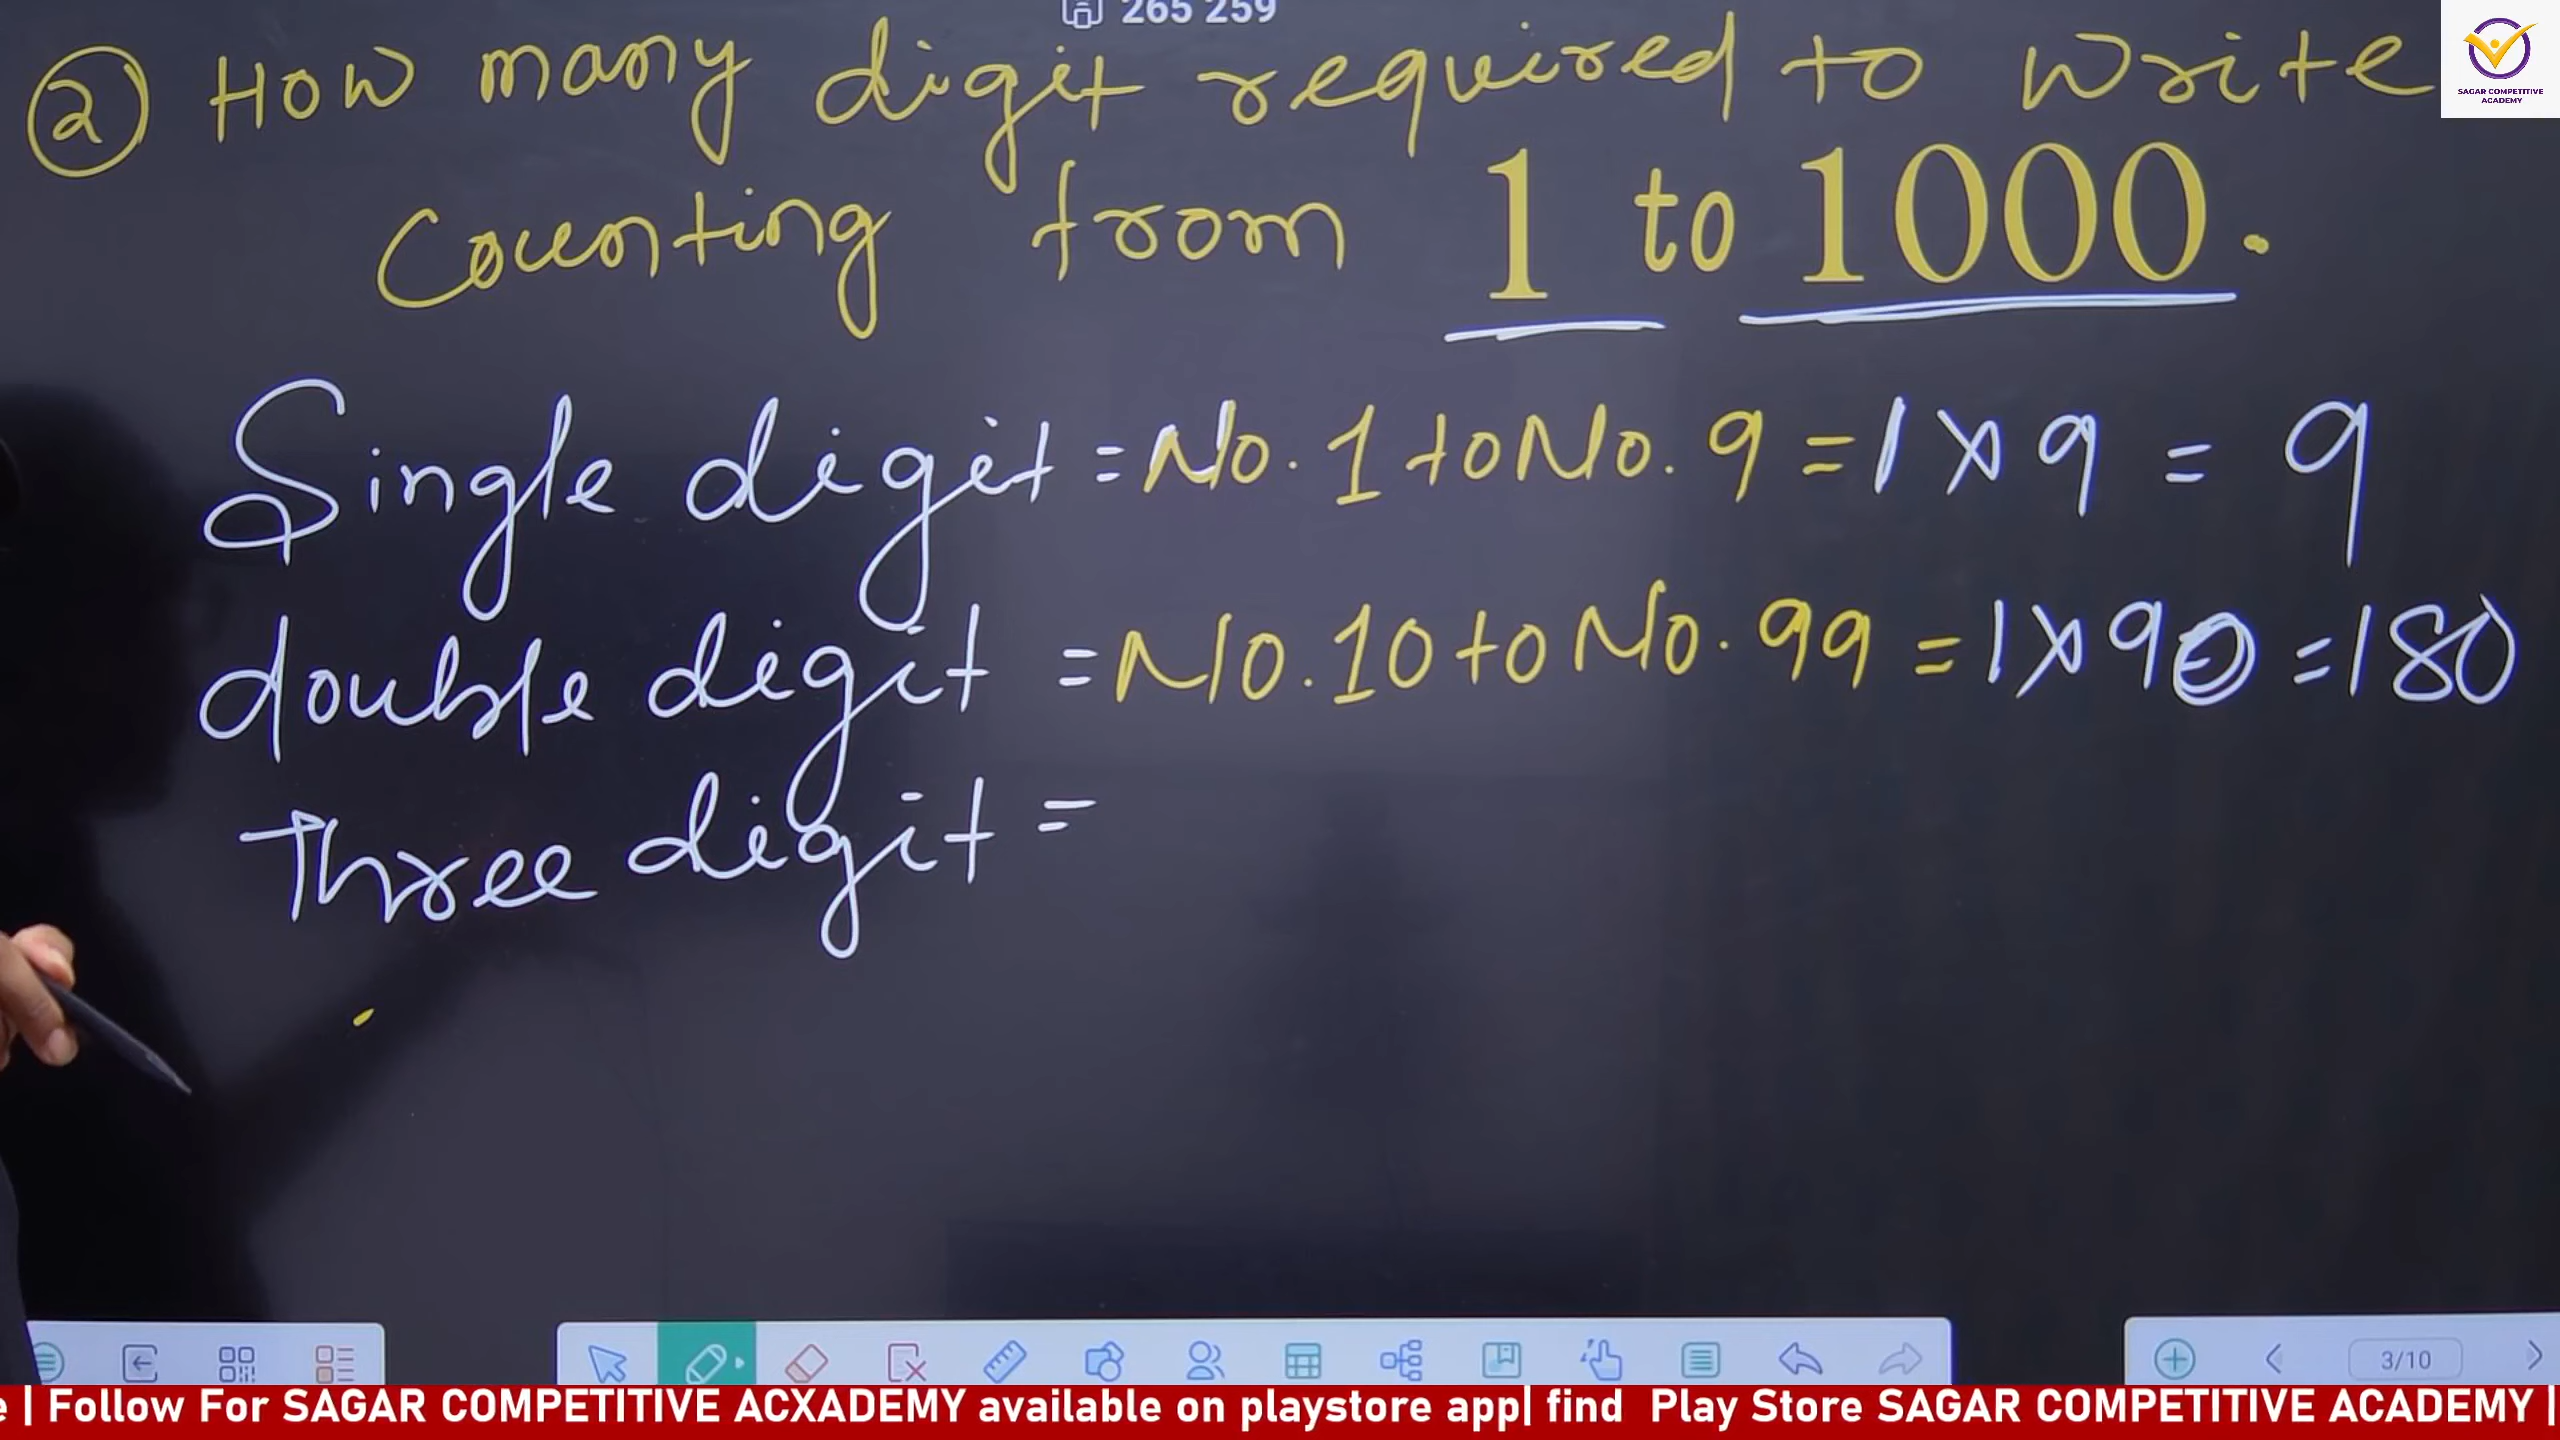 265 259
② How many digit required to write
Counting from 1 to 1000.
SAGAR COMPETITIVE
ACADEMY
Single digit = No. 1 to No. 9 = 1 × 9 = 9
double digit = No. 10 to No. 99 = 1 × 90 = 180
Three digit =
3/10
e | Follow For SAGAR COMPETITIVE ACXADEMY available on playstore app| find Play Store SAGAR COMPETITIVE ACADEMY |